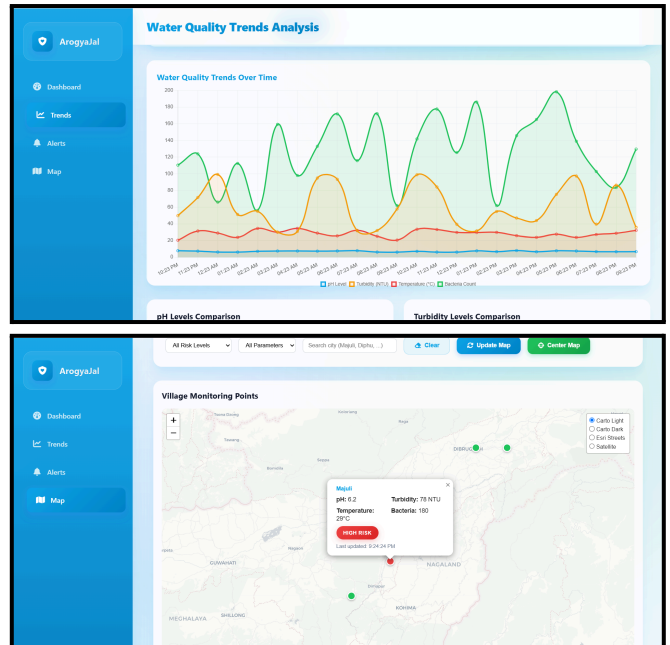 Water Quality Trends Analysis
ArogyaJal
Dashboard
Trends
Alerts
Map
Water Quality Trends Over Time
200
180
160
140
120
100
80
60
40
20
0
10:23 PM 11:23 PM 12:23 AM 01:23 AM 02:23 AM 03:23 AM 04:23 AM 05:23 AM 06:23 AM 07:23 AM 08:23 AM 09:23 AM 10:23 AM 11:23 AM 12:23 PM 01:23 PM 02:23 PM 03:23 PM 04:23 PM 05:23 PM 06:23 PM 07:23 PM 08:23 PM 09:23 PM
pH Level Turbidity (NTU) Temperature (°C) Bacteria Count
pH Levels Comparison
Turbidity Levels Comparison
All Risk Levels All Parameters Search city (Majuli, Diphu, ...) Clear Update Map Center Map
ArogyaJal
Dashboard
Trends
Alerts
Map
Village Monitoring Points
+
−
Carto Light
Carto Dark
Esri Streets
Satellite
Tawang
Itanagar
DIBRUG
Majuli
×
pH: 6.2 Turbidity: 78 NTU
Temperature: 29°C Bacteria: 180
HIGH RISK
Last updated: 9:24:24 PM
GUWAHATI
Nagaon
NAGALAND
Dimapur
KOHIMA
MEGHALAYA
SHILLONG